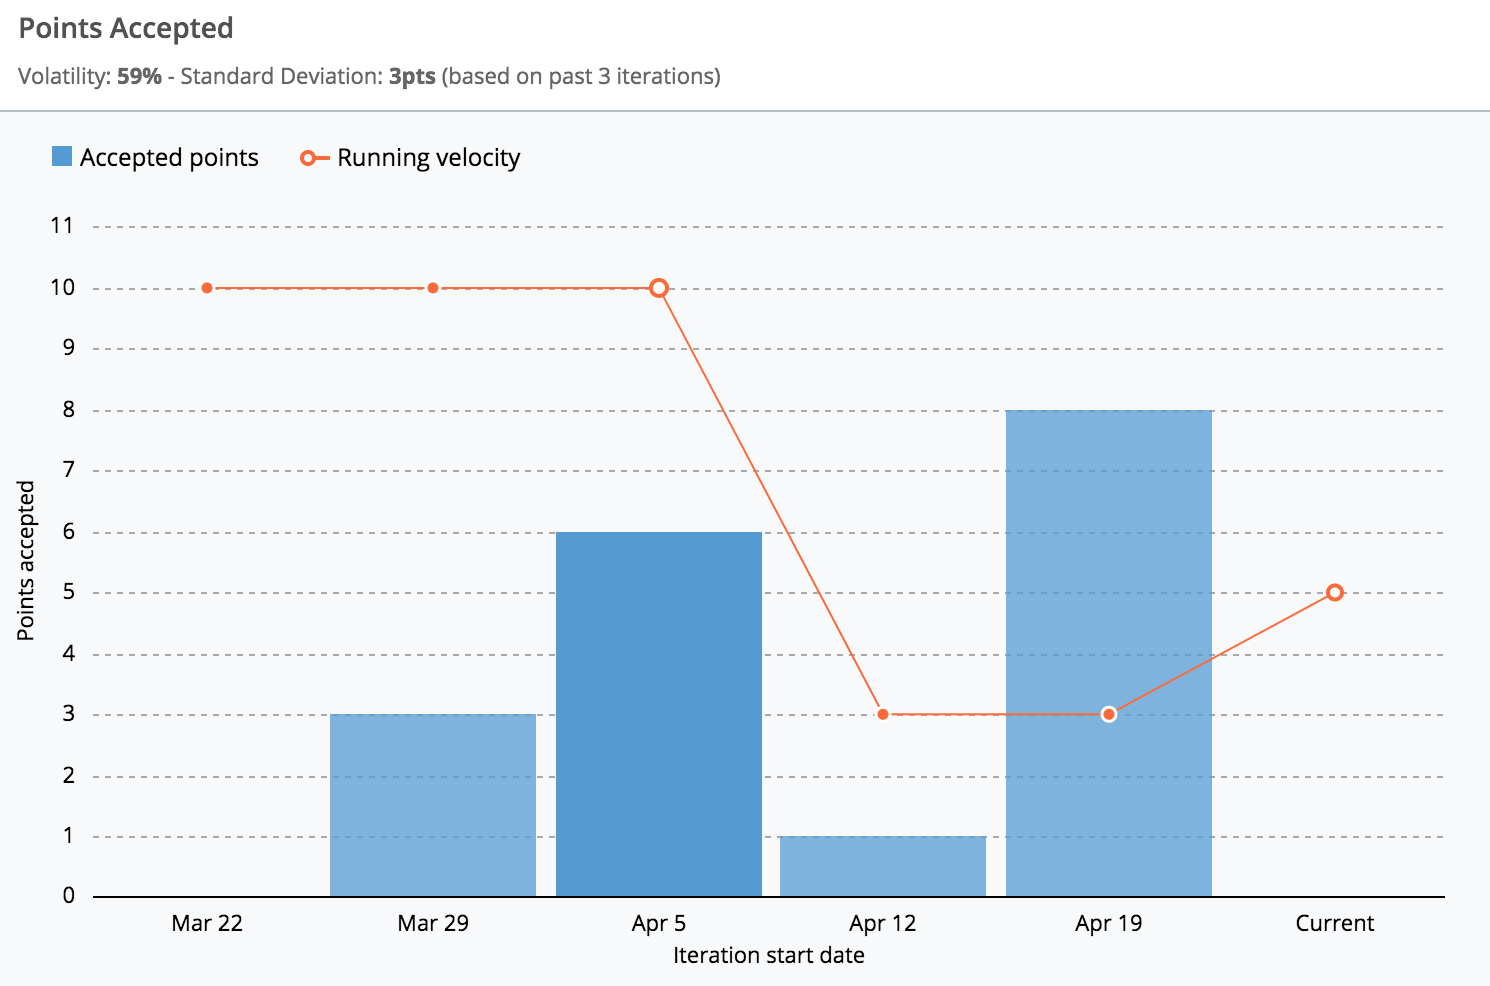 Points Accepted
Volatility: 59% - Standard Deviation: 3pts (based on past 3 iterations)
Accepted points
Running velocity
11
10
9
8
7
6
5
4
3
2
1
0
Points accepted
Mar 22
Mar 29
Apr 5
Apr 12
Apr 19
Current
Iteration start date